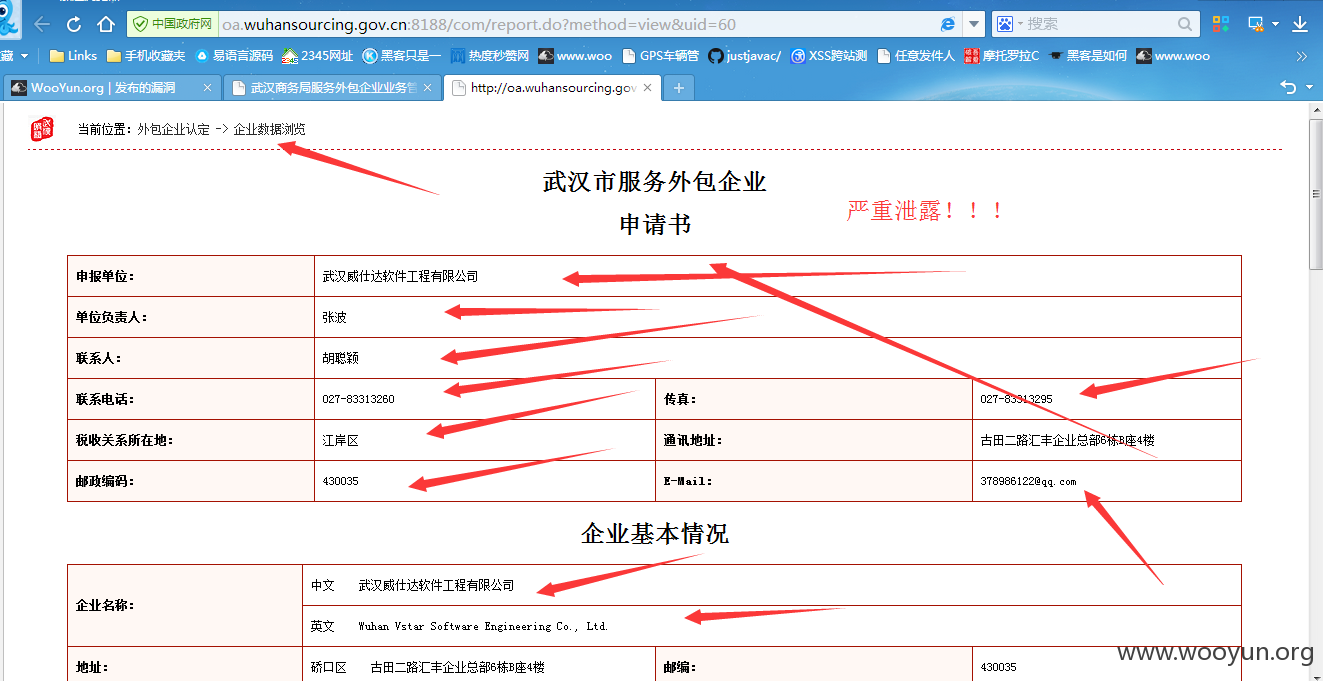 中国政府网 oa.wuhansourcing.gov.cn:8188/com/report.do?method=view&uid=60 搜索
藏 Links 手机收藏夹 易语言源码 2345网址 黑客只是一 热度秒赞网 www.woo GPS车辆管 justjavac/ XSS跨站测 任意发件人 摩托罗拉C 黑客是如何 www.woo
WooYun.org | 发布的漏洞 武汉商务局服务外包企业业务管 http://oa.wuhansourcing.gov
当前位置：外包企业认定 -> 企业数据浏览
武汉市服务外包企业
严重泄露！！！
申请书
申报单位： 武汉威仕达软件工程有限公司
单位负责人： 张波
联系人： 胡聪颖
联系电话： 027-83313260 传真： 027-83313295
税收关系所在地： 江岸区 通讯地址： 古田二路汇丰企业总部6栋B座4楼
邮政编码： 430035 E-Mail： 378986122@qq.com
企业基本情况
企业名称： 中文 武汉威仕达软件工程有限公司
英文 Wuhan Vstar Software Engineering Co., Ltd.
地址： 硚口区 古田二路汇丰企业总部6栋B座4楼 邮编： 430035
www.wooyun.org